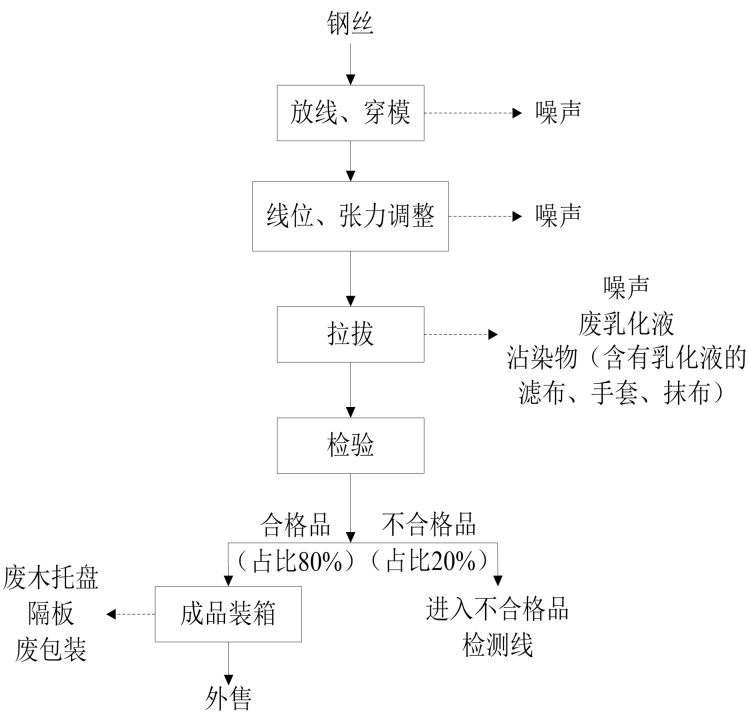 钢丝
放线、穿模
噪声
线位、张力调整
噪声
拉拔
噪声
废乳化液
沾染物（含有乳化液的
滤布、手套、抹布）
检验
合格品
（占比80%）
不合格品
（占比20%）
废木托盘
隔板
废包装
成品装箱
进入不合格品
检测线
外售